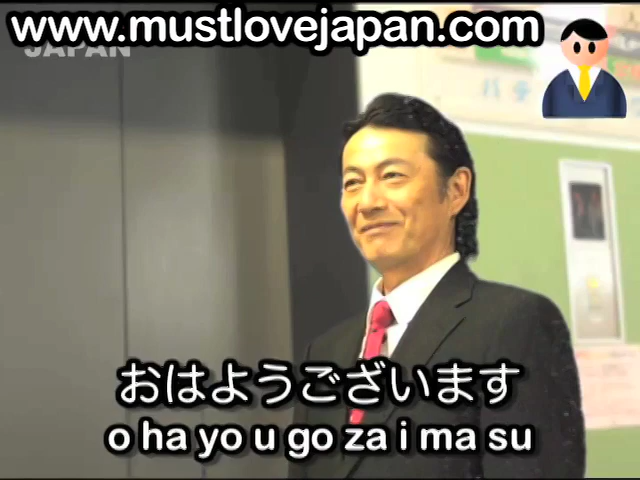 www.mustlovejapan.com
JAPAN
おはようございます
o ha yo u go za i ma su